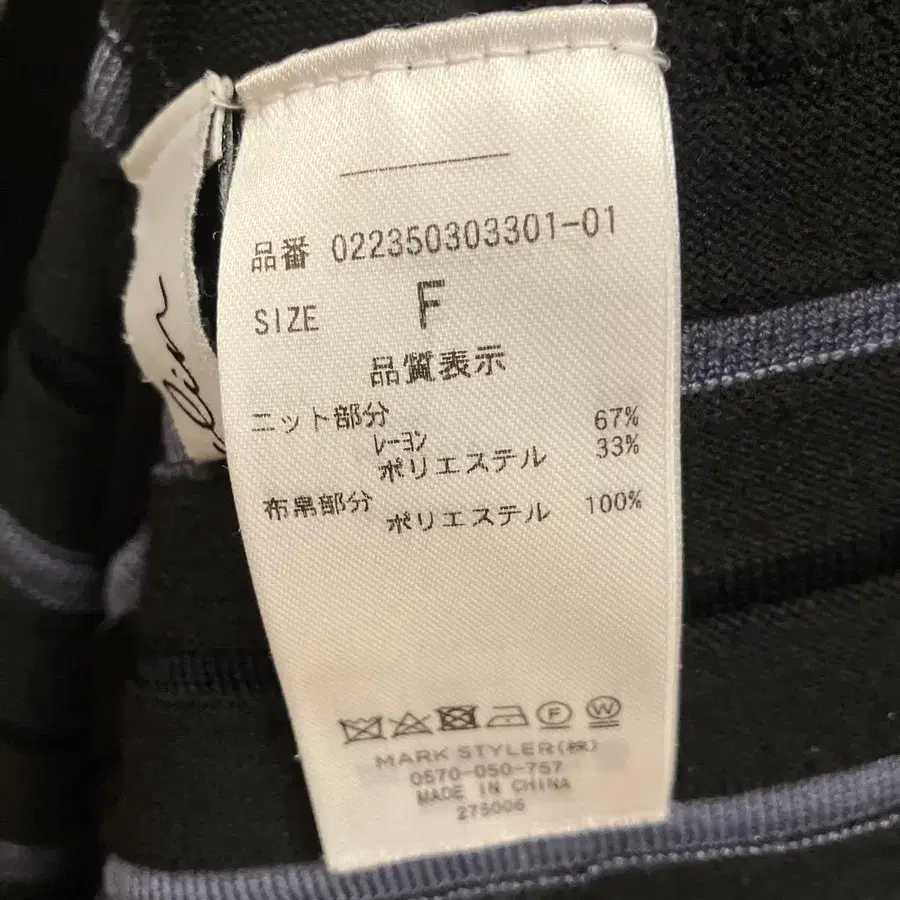 品番 022350303301-01
SIZE F
品質表示
ニット部分
レーヨン 67%
ポリエステル 33%
布帛部分
ポリエステル 100%
F W
MARK STYLER(株)
0570-050-757
MADE IN CHINA
275006